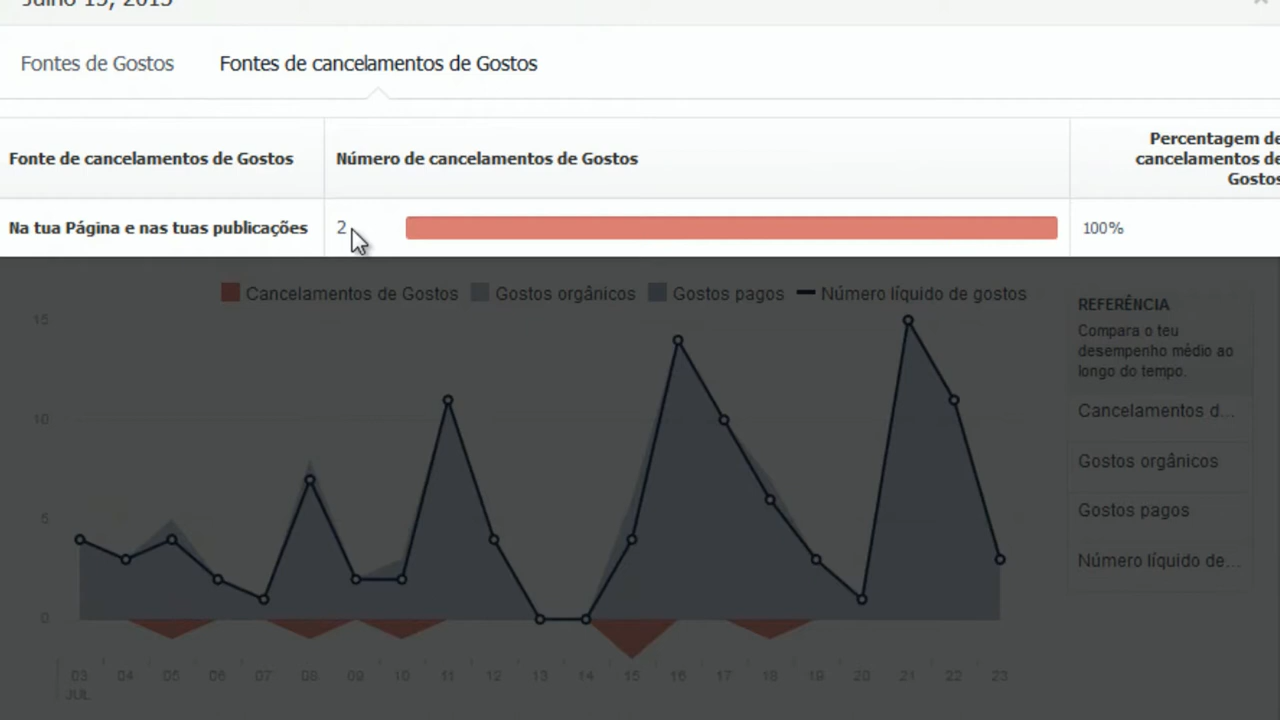 Julho 15, 2013
Fontes de Gostos Fontes de cancelamentos de Gostos
Fonte de cancelamentos de Gostos Número de cancelamentos de Gostos
Percentagem de
cancelamentos de
Gostos
Na tua Página e nas tuas publicações 2 100%
Cancelamentos de Gostos Gostos orgânicos Gostos pagos Número líquido de gostos
15
10
5
0
REFERÊNCIA
Compara o teu
desempenho médio ao
longo do tempo.
Cancelamentos d...
Gostos orgânicos
Gostos pagos
Número líquido de...
03 04 05 06 07 08 09 10 11 12 13 14 15 16 17 18 19 20 21 22 23
JUL